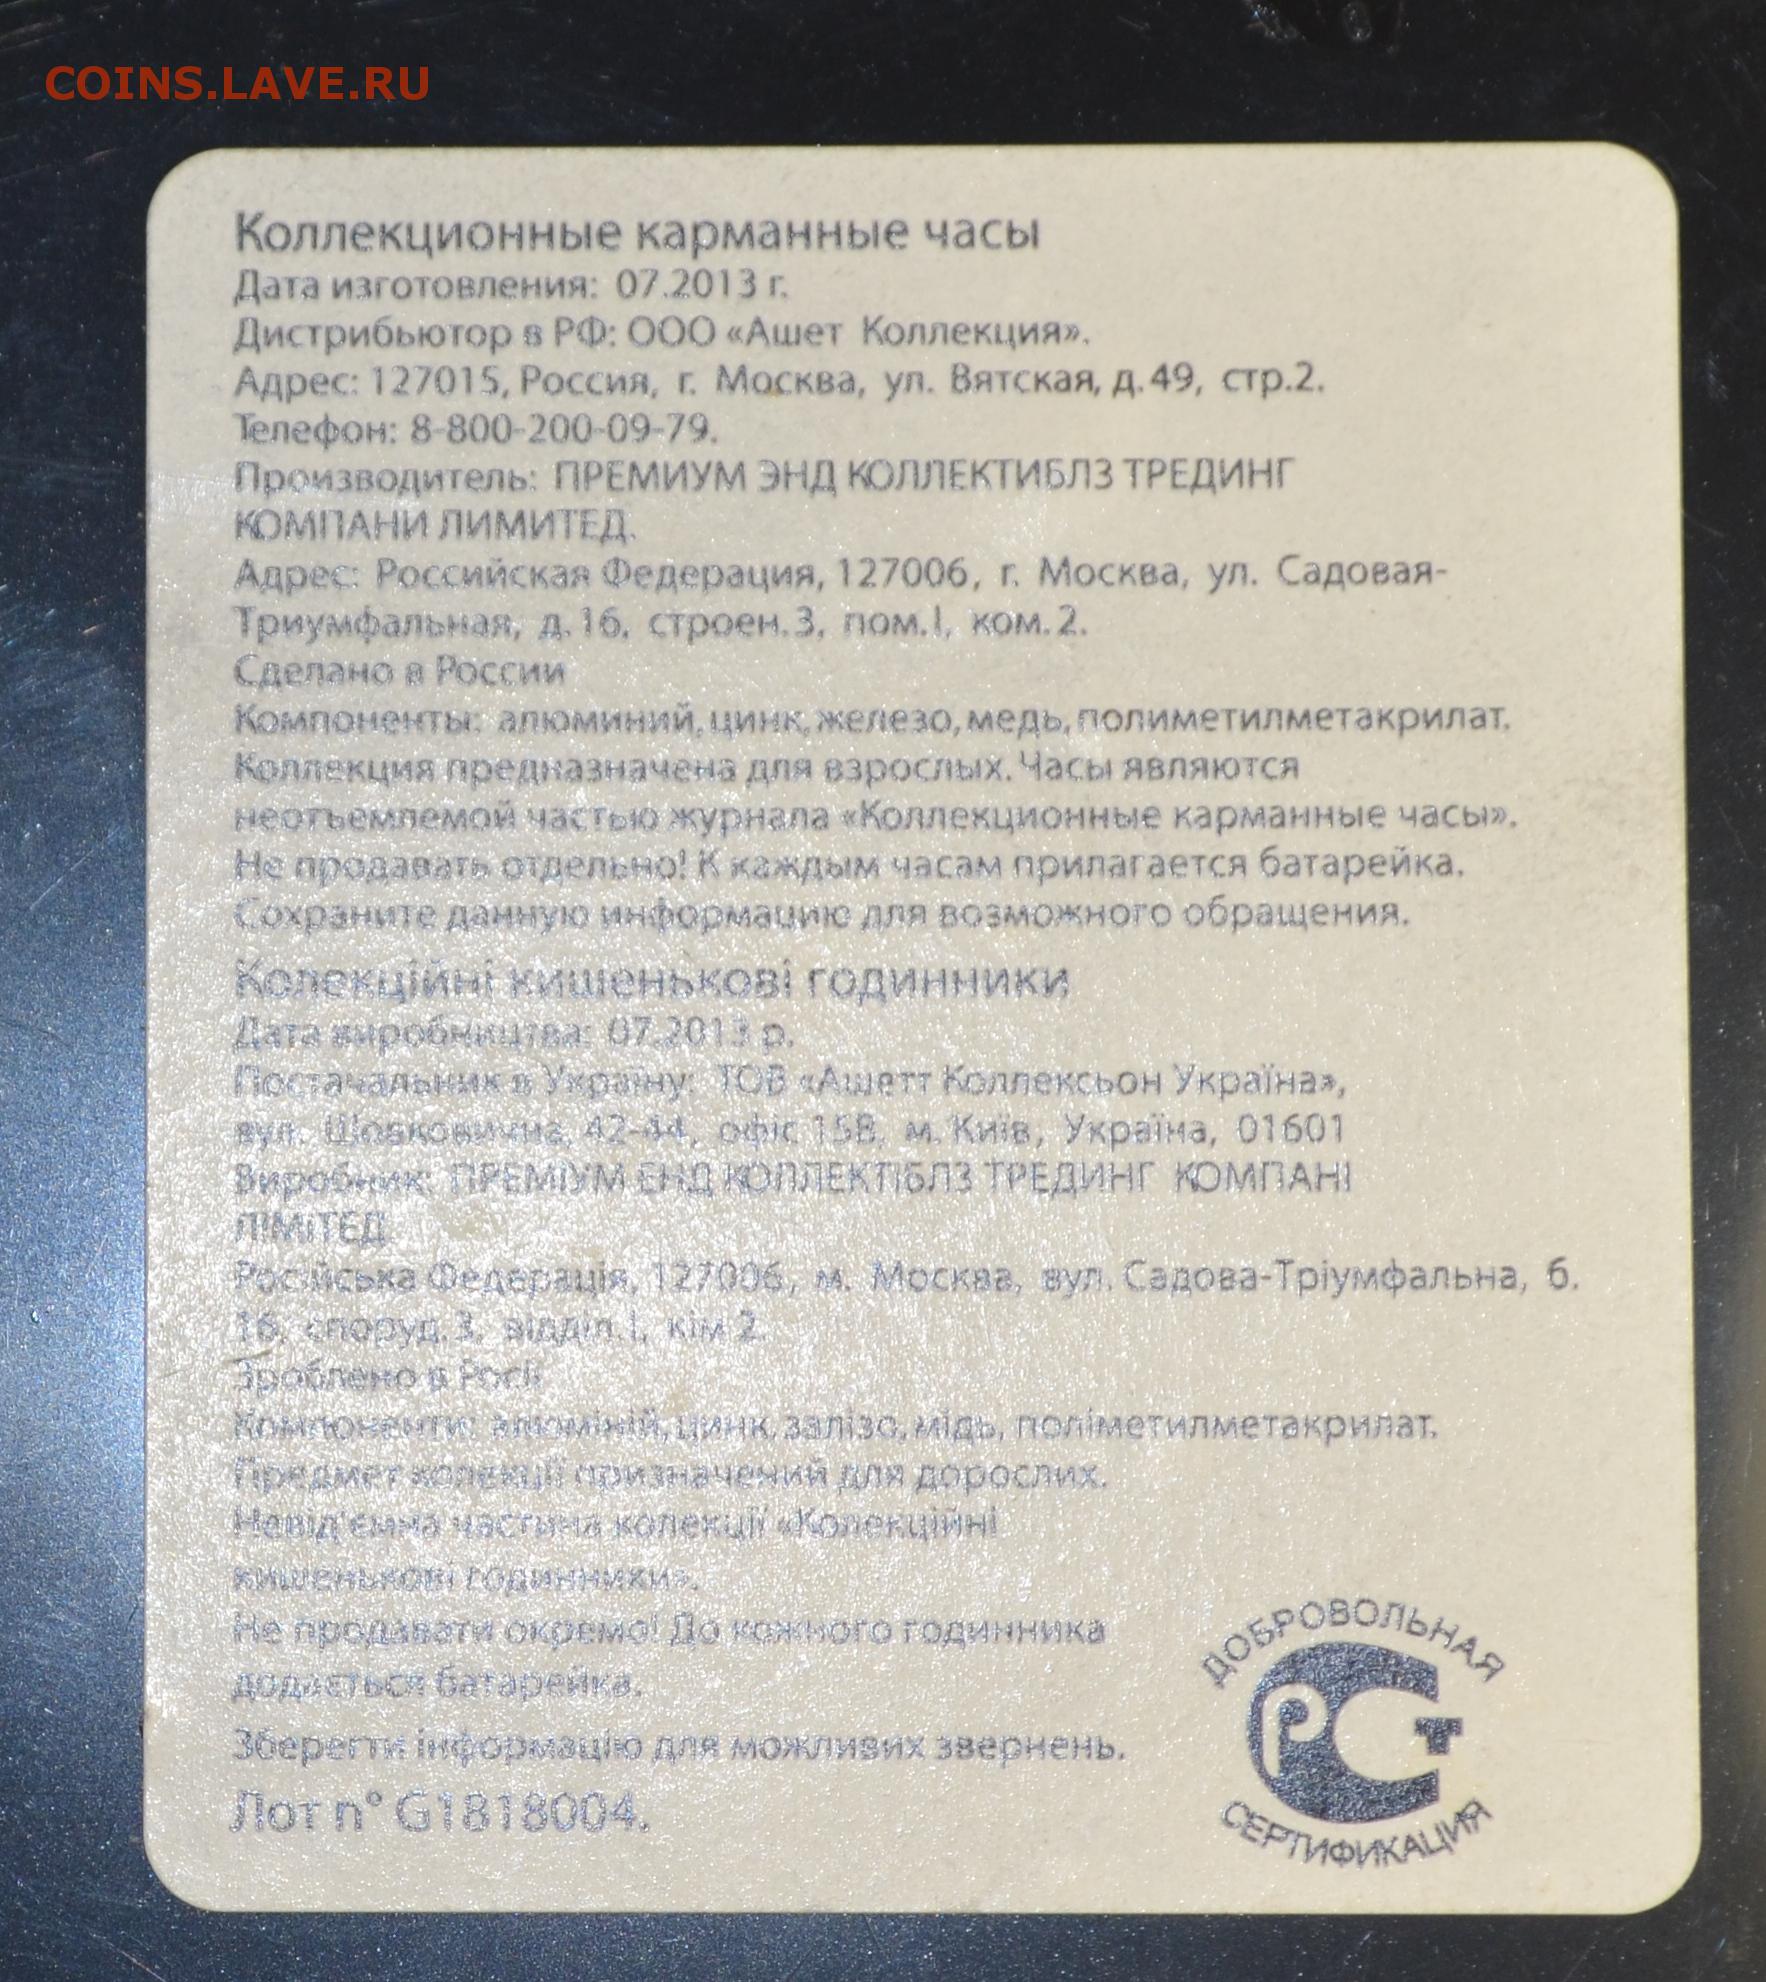 COINS.LAVE.RU
Коллекционные карманные часы
Дата изготовления: 07.2013 г.
Дистрибьютор в РФ: ООО «Ашет Коллекция».
Адрес: 127015, Россия, г. Москва, ул. Вятская, д.49, стр.2.
Телефон: 8-800-200-09-79.
Производитель: ПРЕМИУМ ЭНД КОЛЛЕКТИБЛЗ ТРЕДИНГ
КОМПАНИ ЛИМИТЕД.
Адрес: Российская Федерация, 127006, г. Москва, ул. Садовая-
Триумфальная, д.16, строен.3, пом.I, ком.2.
Сделано в России
Компоненты: алюминий, цинк, железо, медь, полиметилметакрилат.
Коллекция предназначена для взрослых. Часы являются
неотъемлемой частью журнала «Коллекционные карманные часы».
Не продавать отдельно! К каждым часам прилагается батарейка.
Сохраните данную информацию для возможного обращения.
Колекційні кишенькові годинники
Дата виробництва: 07.2013 р.
Постачальник в Україну: ТОВ «Ашетт Коллексьон Україна»,
вул. Шовковична, 42-44, офіс 15В, м. Київ, Україна, 01601
Виробник: ПРЕМІУМ ЕНД КОЛЛЕКТІБЛЗ ТРЕДИНГ КОМПАНІ
ЛІМІТЕД
Російська Федерація, 127006, м. Москва, вул. Садова-Тріумфальна, б.
16, споруд.3, відділ.I, кім 2.
Зроблено в Росії
Компоненти: алюміній, цинк, залізо, мідь, поліметилметакрилат.
Предмет колекції призначений для дорослих.
Невід'ємна частина колекції «Колекційні
кишенькові годинники».
Не продавати окремо! До кожного годинника
додається батарейка.
Зберегти інформацію для можливих звернень.
Лот n° G1818004.
ДОБРОВОЛЬНАЯ
РСТ
СЕРТИФИКАЦИЯ